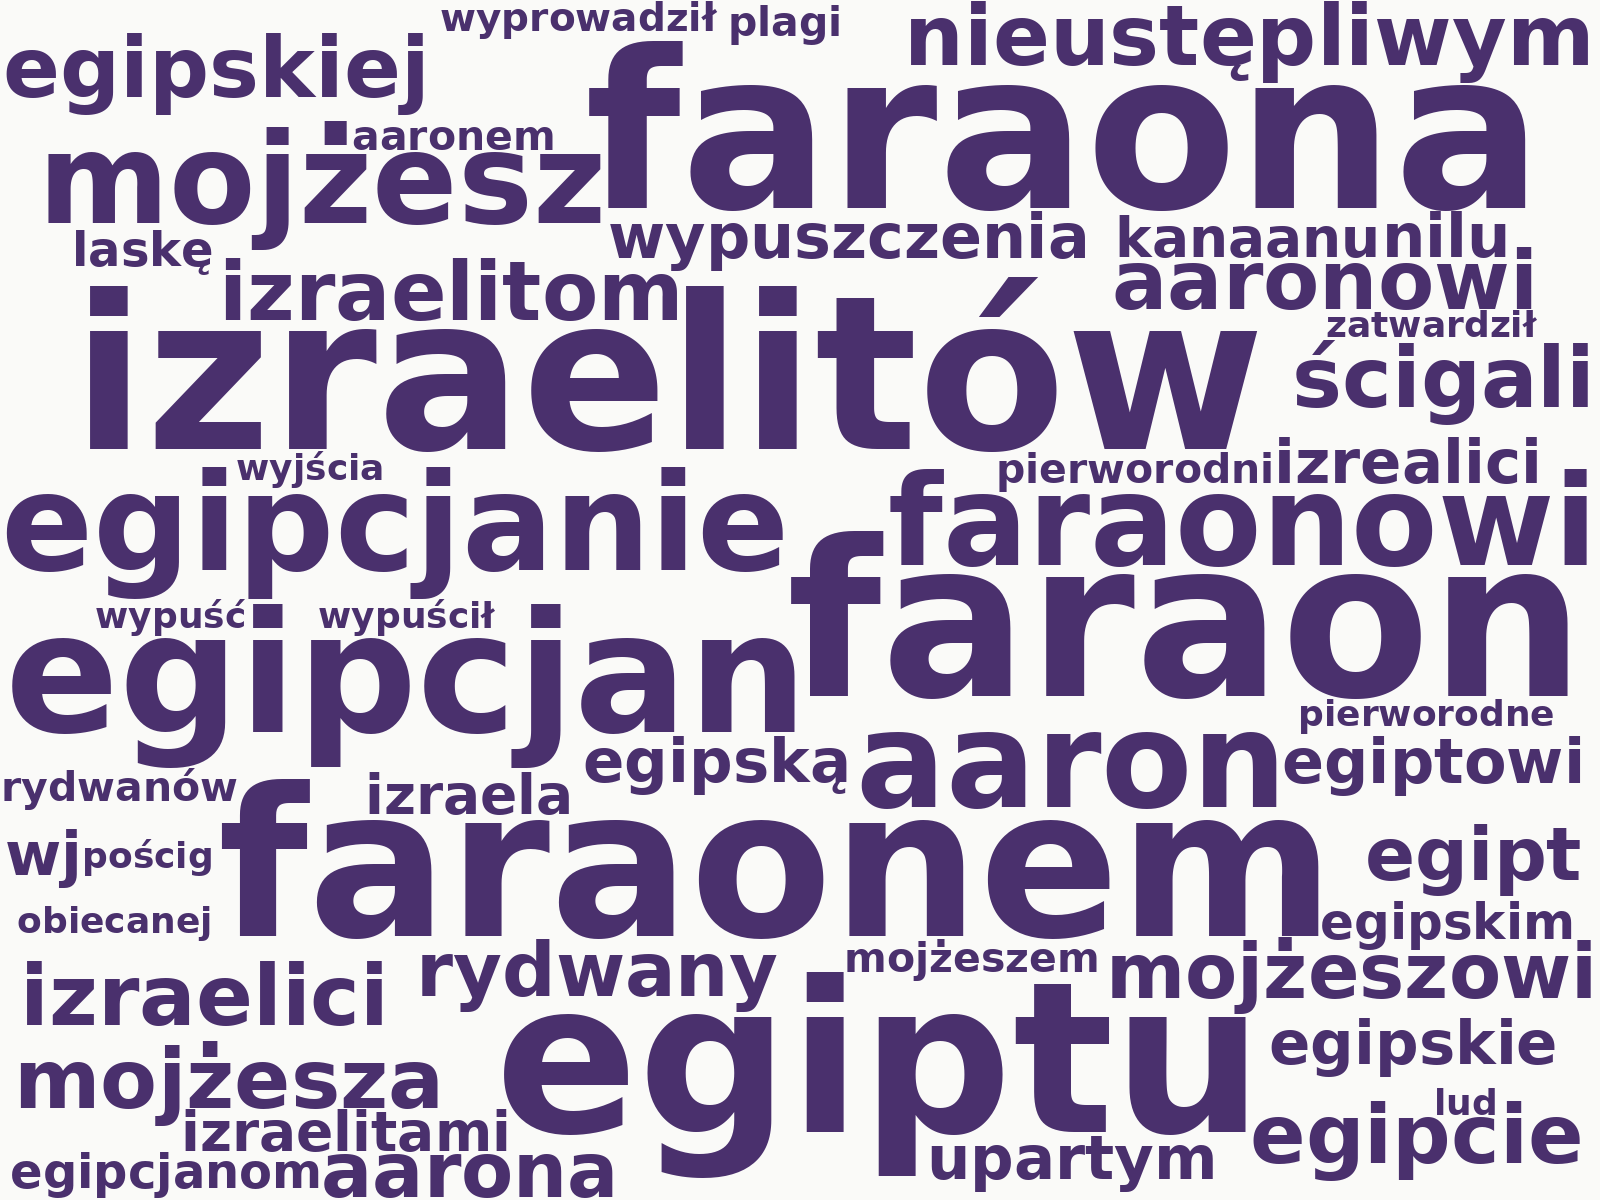 wyprowadził plagi nieustępliwym
egipskiej faraona
mojżesz aaronem
laskę wypuszczenia kanaanu nilu
izraelitom aaronowi
izraelitów zatwardził
ścigali
wyjścia pierworodni izrealici
egipcjanie faraonowi
wypuść wypuścił faraon
egipcjan
pierworodne
egipską aaron egiptowi
rydwanów izraela
wj pościg faraonem egipt
obiecanej egipskim
izraelici rydwany mojżeszem mojżeszowi
egiptu egipskie
mojżesza lud
izraelitami egipcie
egipcjanom aarona upartym